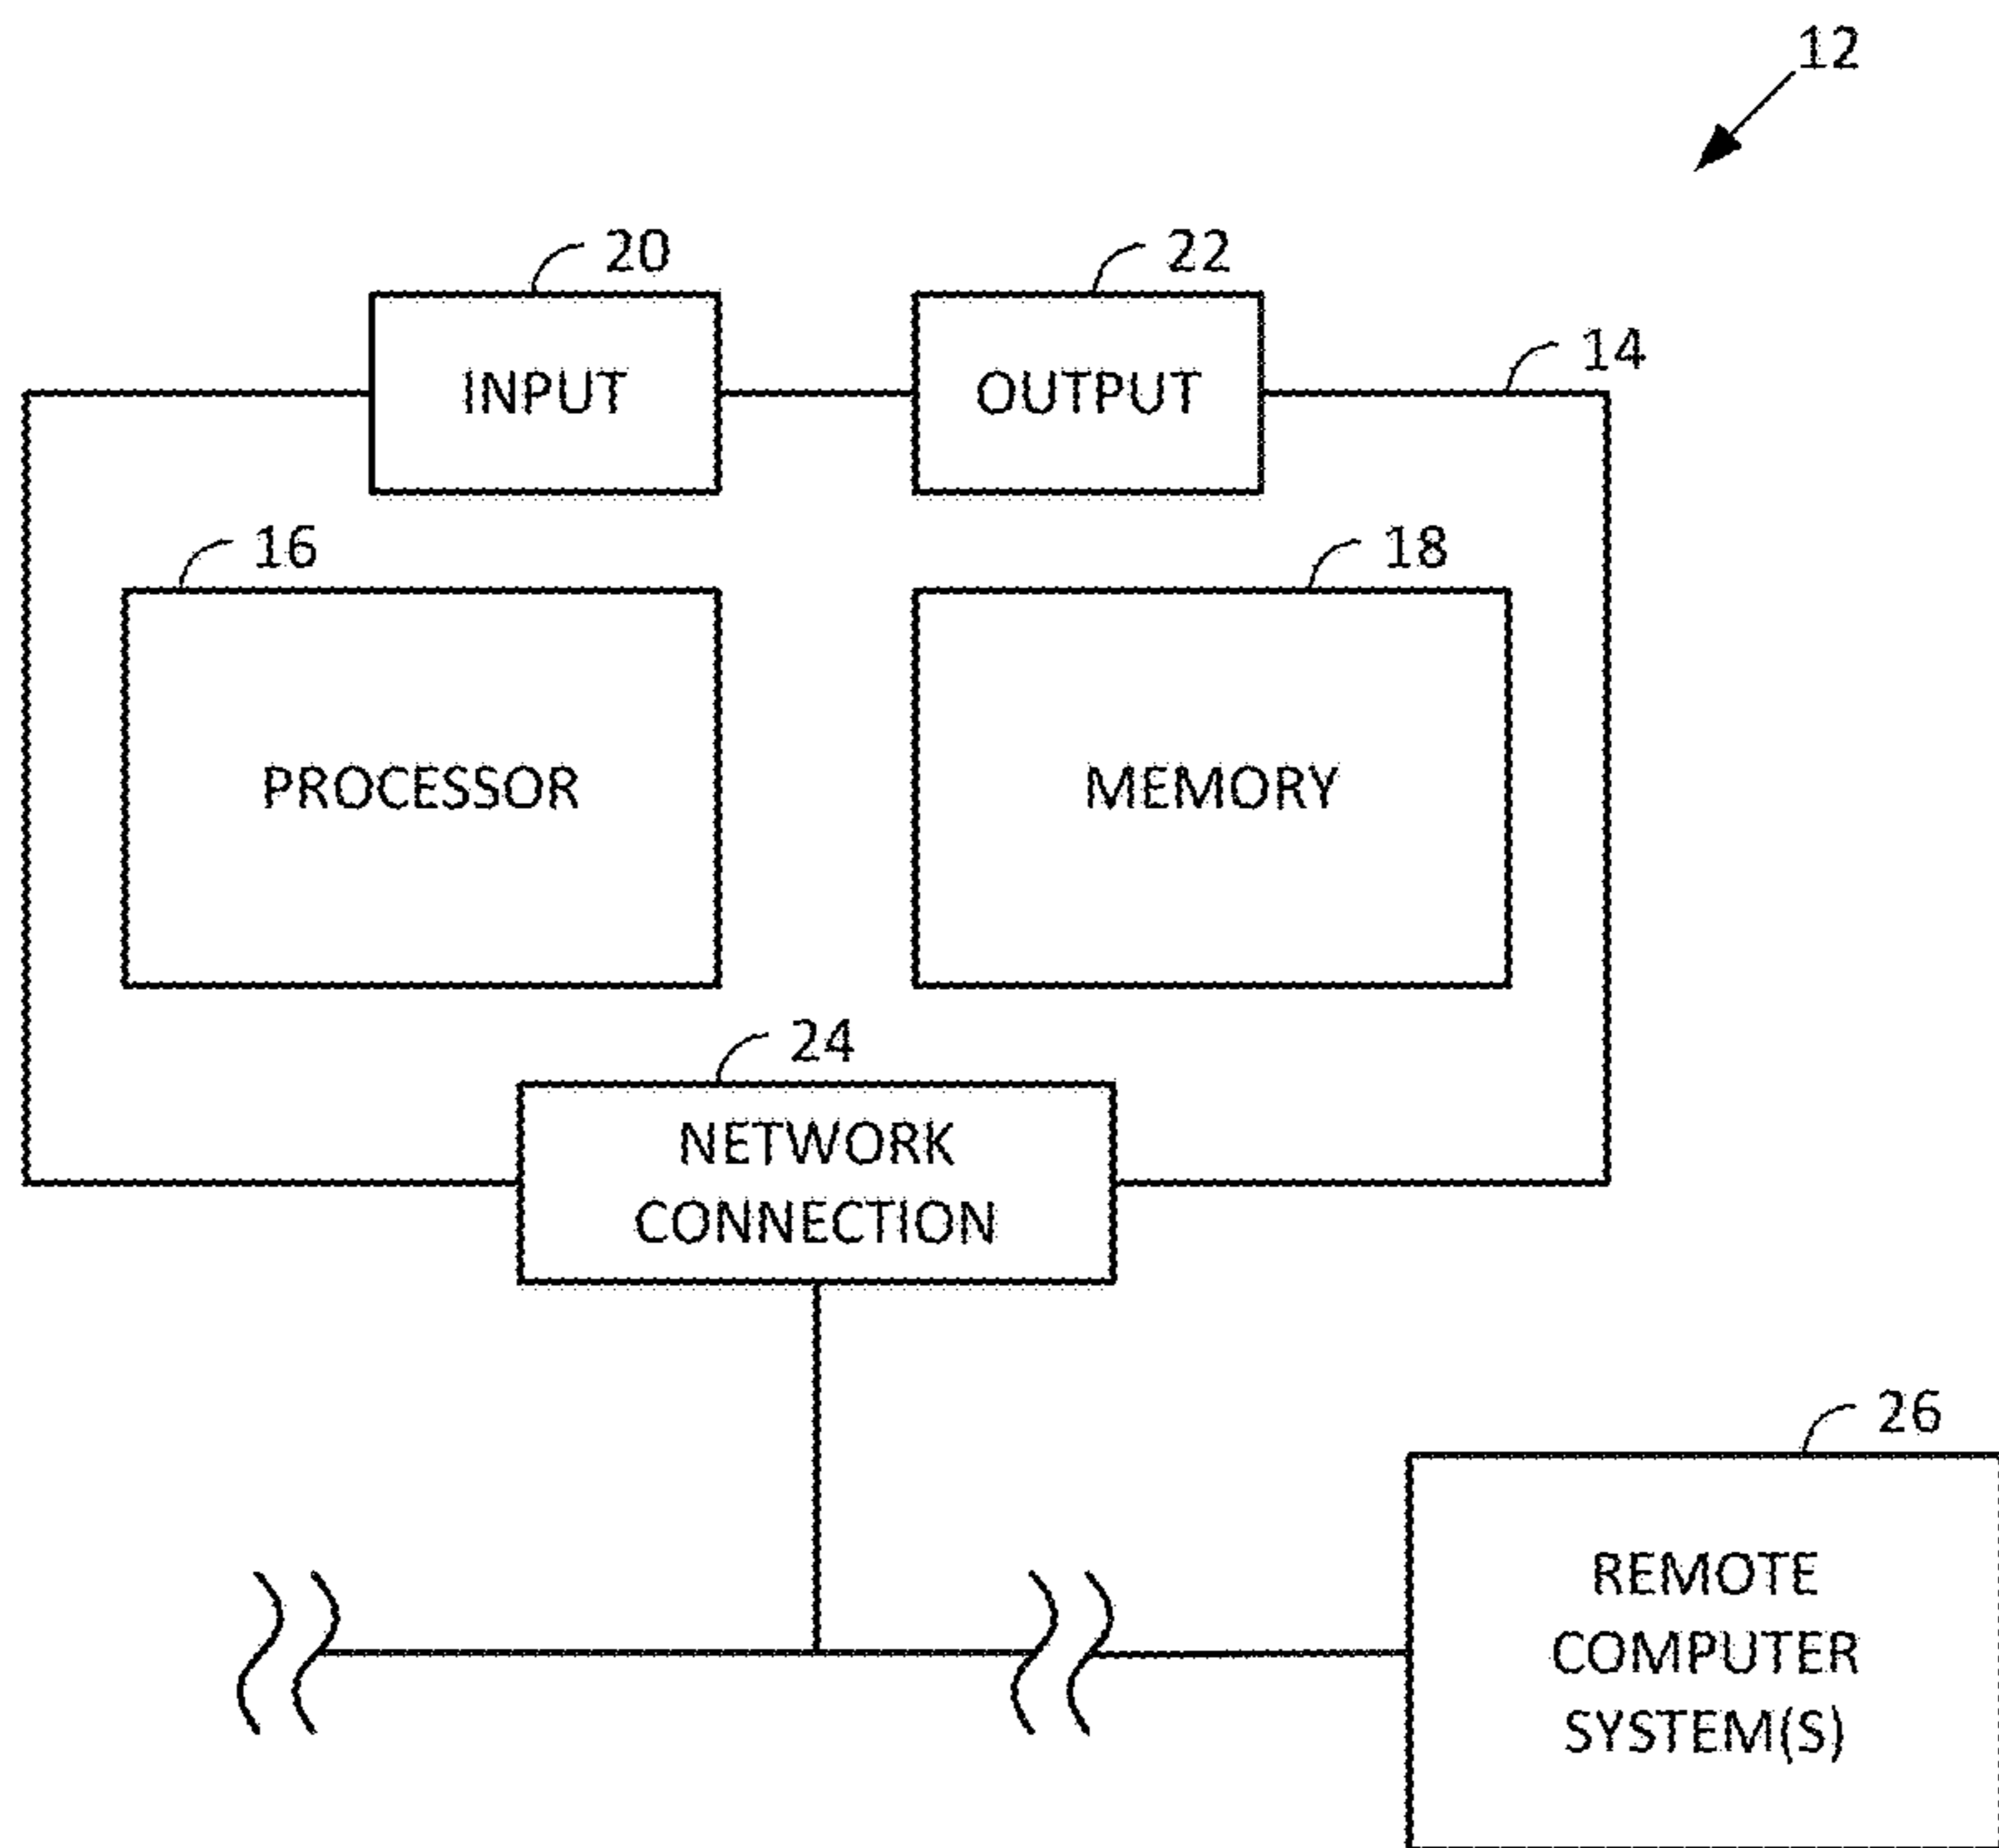 12
20
22
14
INPUT
OUTPUT
16
18
PROCESSOR
MEMORY
24
NETWORK
CONNECTION
26
REMOTE
COMPUTER
SYSTEM(S)